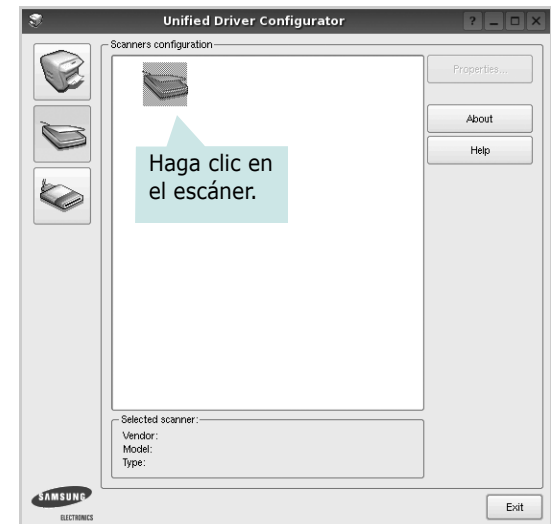 Unified Driver Configurator
Scanners configuration
Properties...
About
Help
Haga clic en
el escáner.
Selected scanner:
Vendor:
Model:
Type:
SAMSUNG
ELECTRONICS
Exit